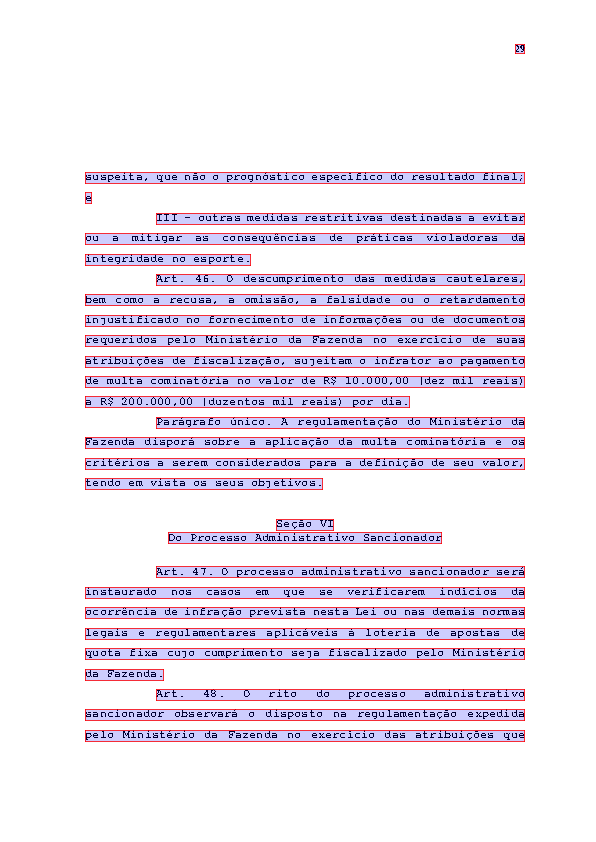 29
suspeita, que não o prognóstico específico do resultado final;
e
III – outras medidas restritivas destinadas a evitar
ou a mitigar as consequências de práticas violadoras da
integridade no esporte.
Art. 46. O descumprimento das medidas cautelares,
bem como a recusa, a omissão, a falsidade ou o retardamento
injustificado no fornecimento de informações ou de documentos
requeridos pelo Ministério da Fazenda no exercício de suas
atribuições de fiscalização, sujeitam o infrator ao pagamento
de multa cominatória no valor de R$ 10.000,00 (dez mil reais)
a R$ 200.000,00 (duzentos mil reais) por dia.
Parágrafo único. A regulamentação do Ministério da
Fazenda disporá sobre a aplicação da multa cominatória e os
critérios a serem considerados para a definição de seu valor,
tendo em vista os seus objetivos.
Seção VI
Do Processo Administrativo Sancionador
Art. 47. O processo administrativo sancionador será
instaurado nos casos em que se verificarem indícios da
ocorrência de infração prevista nesta Lei ou nas demais normas
legais e regulamentares aplicáveis à loteria de apostas de
quota fixa cujo cumprimento seja fiscalizado pelo Ministério
da Fazenda.
Art. 48. O rito do processo administrativo
sancionador observará o disposto na regulamentação expedida
pelo Ministério da Fazenda no exercício das atribuições que